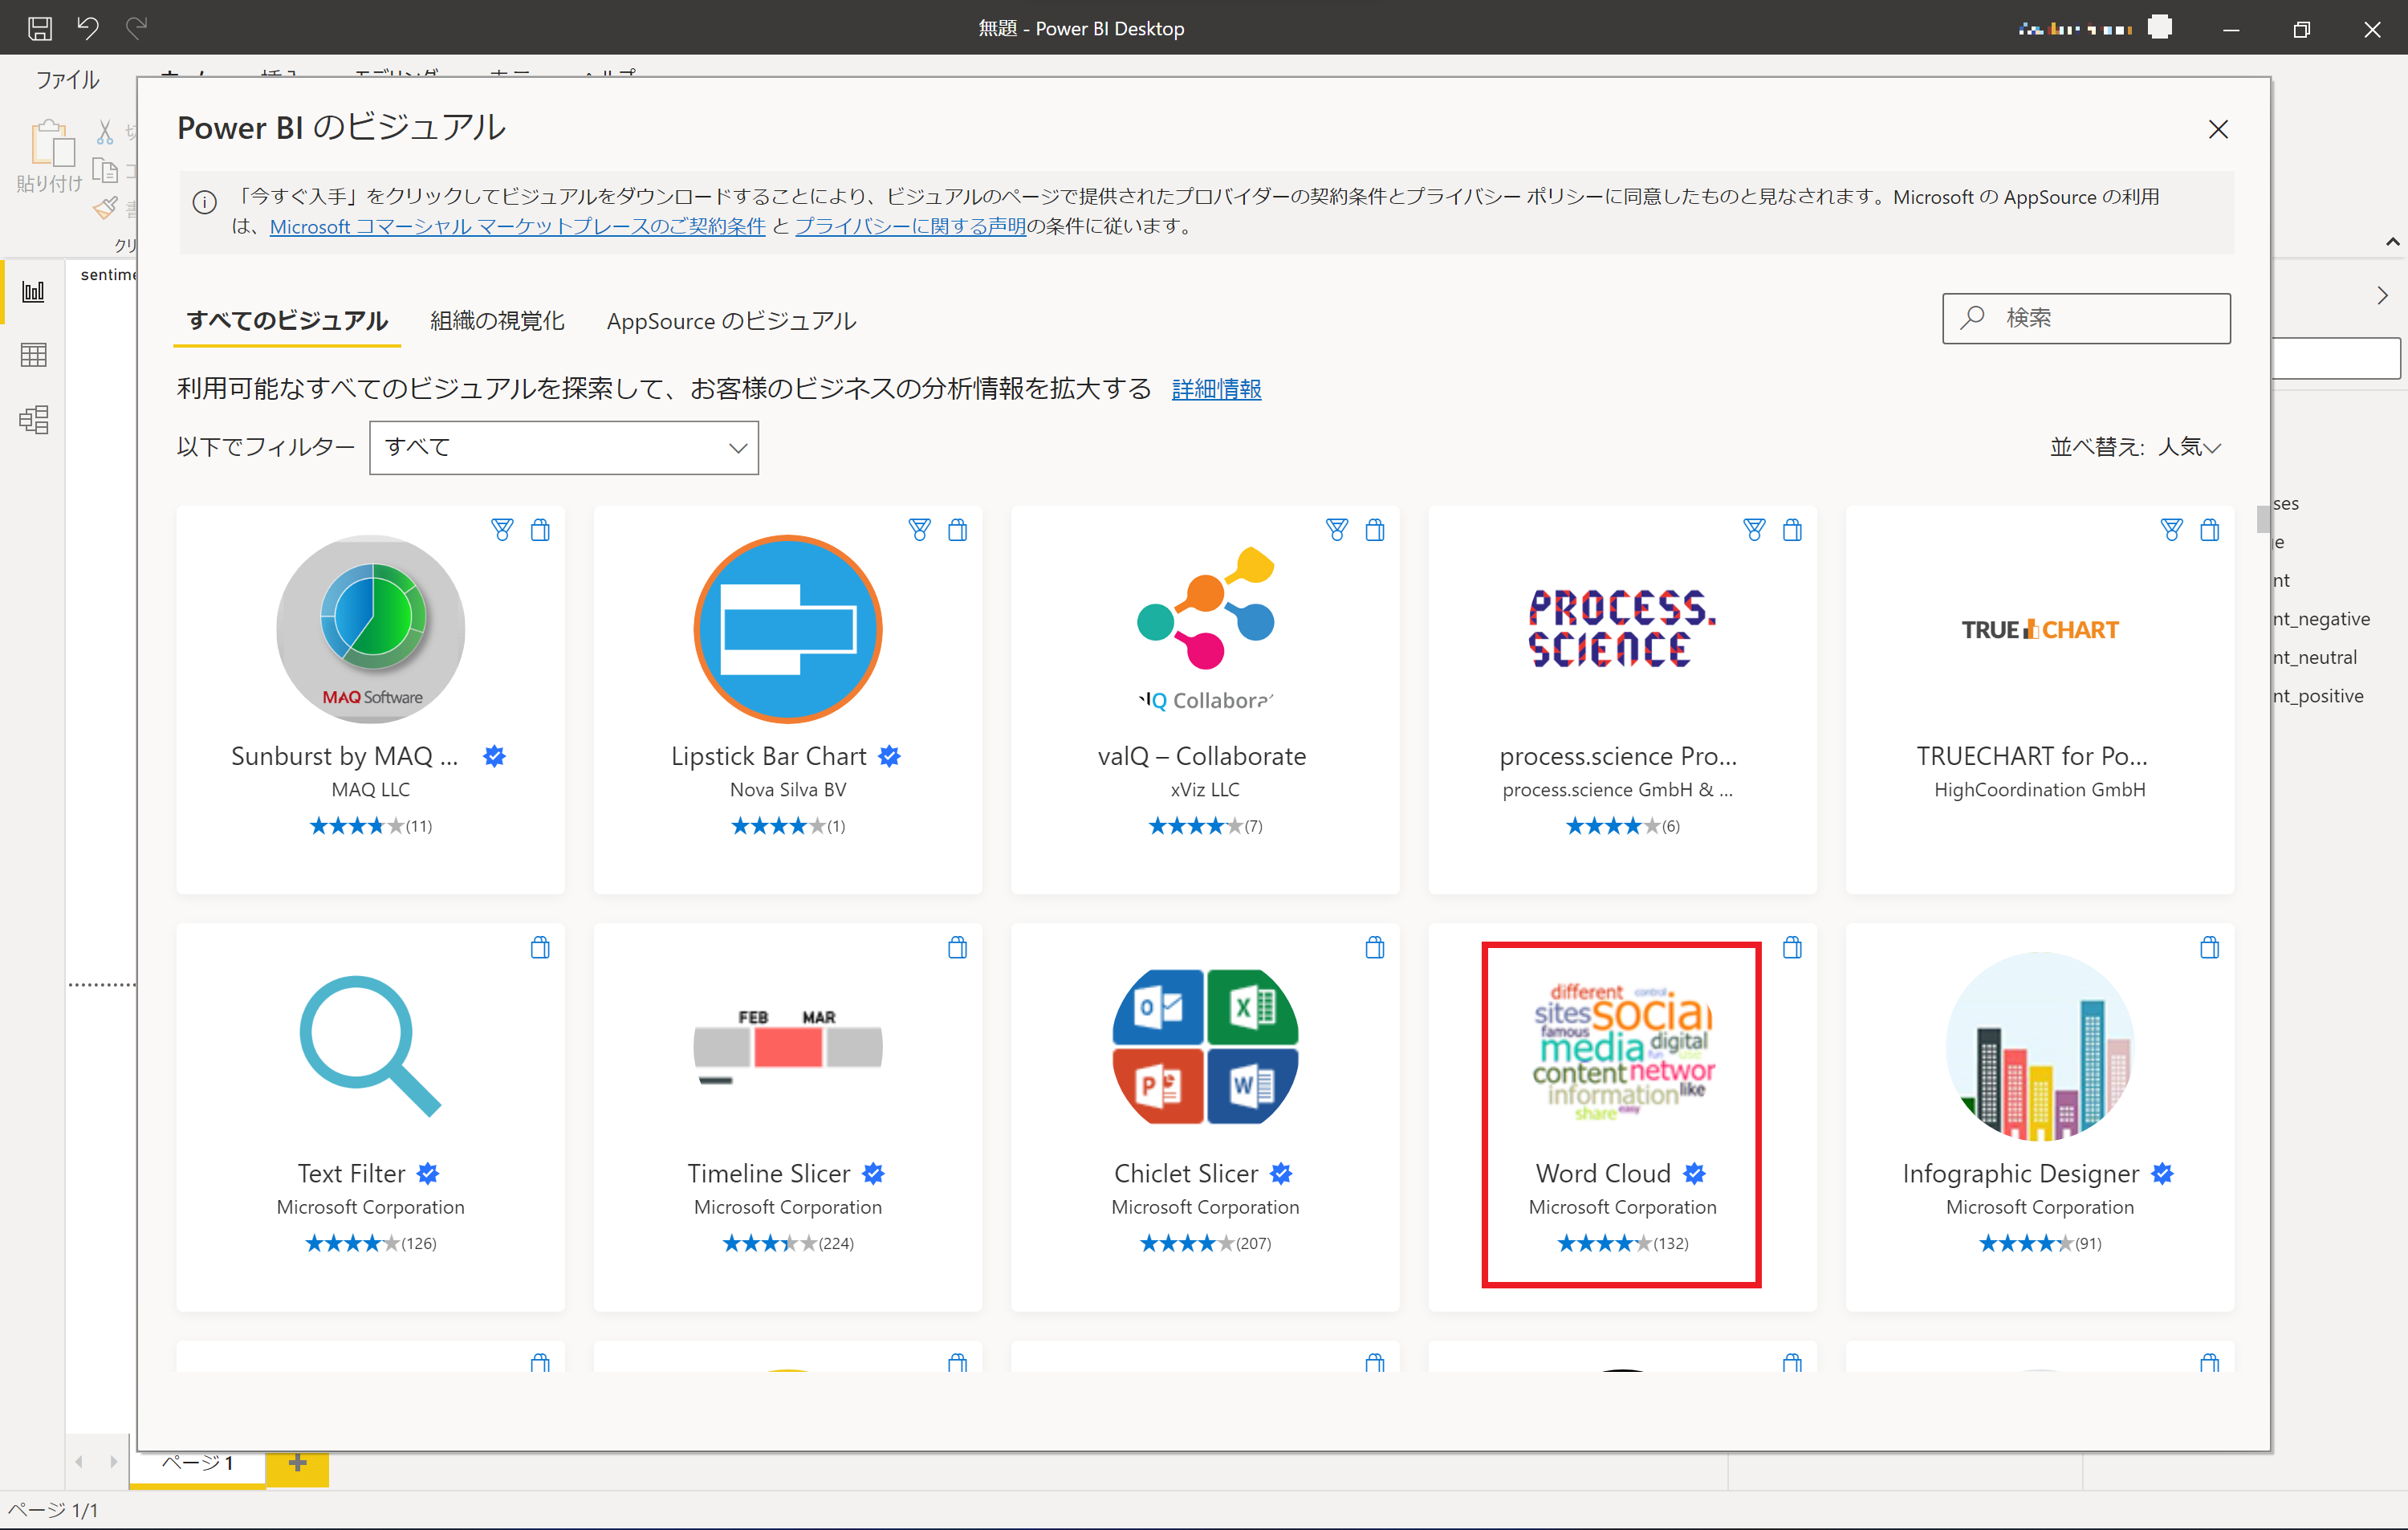 無題 - Power BI Desktop
ファイル
貼り付け
sentime
Power BI のビジュアル
「今すぐ入手」をクリックしてビジュアルをダウンロードすることにより、ビジュアルのページで提供されたプロバイダーの契約条件とプライバシー ポリシーに同意したものと見なされます。Microsoft の AppSource の利用
は、Microsoft コマーシャル マーケットプレースのご契約条件 と プライバシーに関する声明の条件に従います。
すべてのビジュアル 組織の視覚化 AppSource のビジュアル
検索
利用可能なすべてのビジュアルを探索して、お客様のビジネスの分析情報を拡大する 詳細情報
以下でフィルター すべて
並べ替え: 人気
MAQ Software
Sunburst by MAQ ...
MAQ LLC
(11)
Lipstick Bar Chart
Nova Silva BV
(1)
Q Collabora
valQ – Collaborate
xViz LLC
(7)
PROCESS.
SCIENCE
process.science Pro...
process.science GmbH & ...
(6)
TRUECHART
TRUECHART for Po...
HighCoordination GmbH
Text Filter
Microsoft Corporation
(126)
FEB MAR
Timeline Slicer
Microsoft Corporation
(224)
Chiclet Slicer
Microsoft Corporation
(207)
different control
sites social
famous
media digital
fun use
content networ
information like
share easy
Word Cloud
Microsoft Corporation
(132)
Infographic Designer
Microsoft Corporation
(91)
ses
e
nt
nt_negative
nt_neutral
nt_positive
ページ 1
ページ 1/1